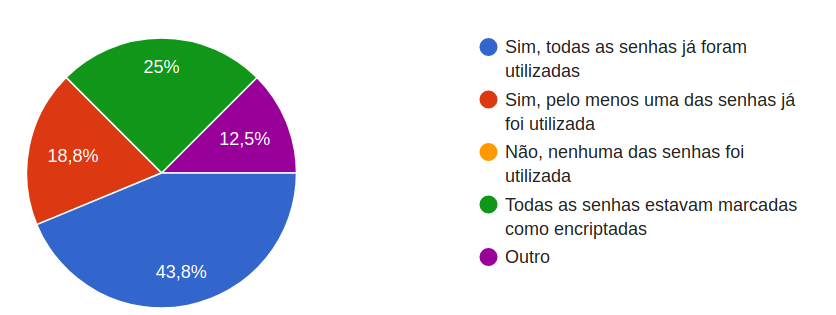 25%
12,5%
18,8%
43,8%
Sim, todas as senhas já foram
utilizadas
Sim, pelo menos uma das senhas já
foi utilizada
Não, nenhuma das senhas foi
utilizada
Todas as senhas estavam marcadas
como encriptadas
Outro